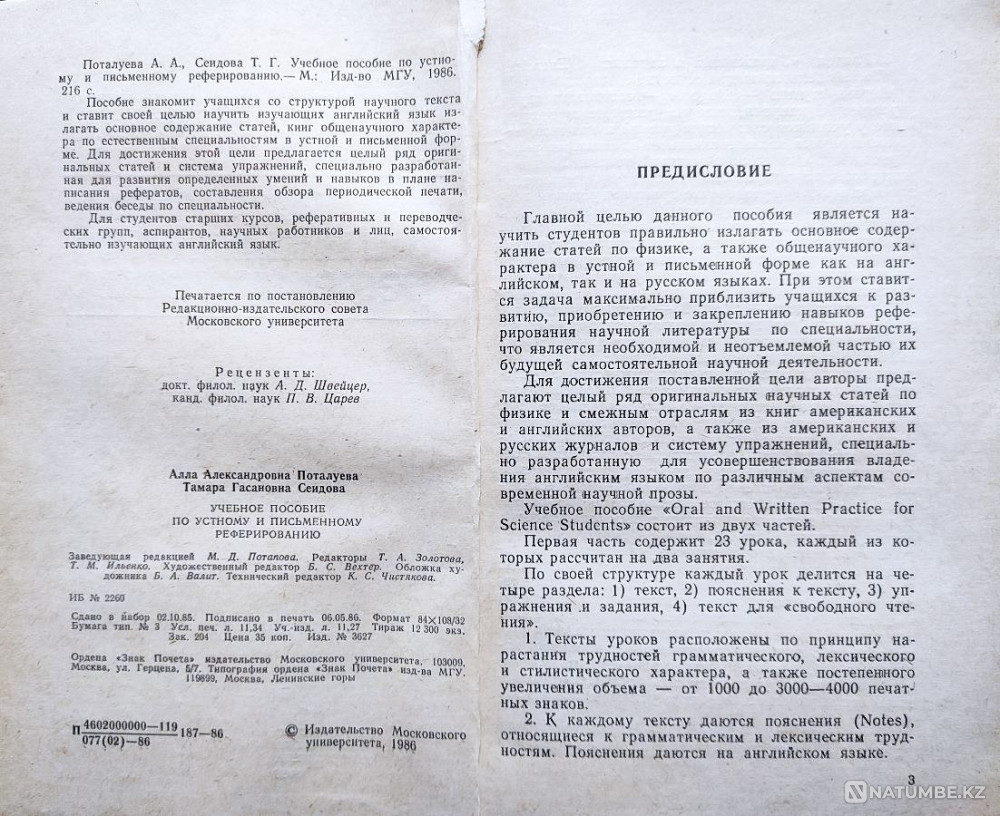 Поталуева А. А., Сеидова Т. Г. Учебное пособие по устно-
му и письменному реферированию.— М.: Изд-во МГУ, 1986.
216 с.
Пособие знакомит учащихся со структурой научного текста
и ставит своей целью научить изучающих английский язык из-
лагать основное содержание статей, книг общенаучного характе-
ра по естественным специальностям в устной и письменной фор-
ме. Для достижения этой цели предлагается целый ряд ориги-
нальных статей и система упражнений, специально разработан-
ная для развития определенных умений и навыков в плане на-
писания рефератов, составления обзора периодической печати,
ведения беседы по специальности.
Для студентов старших курсов, реферативных и переводче-
ских групп, аспирантов, научных работников и лиц, самостоя-
тельно изучающих английский язык.
Печатается по постановлению
Редакционно-издательского совета
Московского университета
Рецензенты:
докт. филол. наук А. Д. Швейцер,
канд. филол. наук П. В. Царев
Алла Александровна Поталуева
Тамара Гасановна Сеидова
УЧЕБНОЕ ПОСОБИЕ
ПО УСТНОМУ И ПИСЬМЕННОМУ
РЕФЕРИРОВАНИЮ
Заведующая редакцией М. Д. Потапова. Редакторы Т. А. Золотова,
Т. М. Ильенко. Художественный редактор Б. С. Вехтер. Обложка ху-
дожника Б. А. Валит. Технический редактор К. С. Чистякова.
ИБ № 2260
Сдано в набор 02.10.85. Подписано в печать 06.05.86. Формат 84×108/32
Бумага тип. № 3 Усл. печ. л. 11,34 Уч.-изд. л. 11,27 Тираж 12 300 экз.
Зак. 204 Цена 35 коп. Изд. № 3627
Ордена «Знак Почета» издательство Московского университета. 103009,
Москва, ул. Герцена, 5/7. Типография ордена «Знак Почета» изд-ва МГУ.
119899, Москва, Ленинские горы
П 4602000000—119 187—86
077(02)—86
© Издательство Московского
университета, 1986
ПРЕДИСЛОВИЕ
Главной целью данного пособия является на-
учить студентов правильно излагать основное содер-
жание статей по физике, а также общенаучного ха-
рактера в устной и письменной форме как на анг-
лийском, так и на русском языках. При этом ставит-
ся задача максимально приблизить учащихся к раз-
витию, приобретению и закреплению навыков рефе-
рирования научной литературы по специальности,
что является необходимой и неотъемлемой частью их
будущей самостоятельной научной деятельности.
Для достижения поставленной цели авторы пред-
лагают целый ряд оригинальных научных статей по
физике и смежным отраслям из книг американских
и английских авторов, а также из американских и
русских журналов и систему упражнений, специаль-
но разработанную для усовершенствования владе-
ния английским языком по различным аспектам со-
временной научной прозы.
Учебное пособие «Oral and Written Practice for
Science Students» состоит из двух частей.
Первая часть содержит 23 урока, каждый из ко-
торых рассчитан на два занятия.
По своей структуре каждый урок делится на че-
тыре раздела: 1) текст, 2) пояснения к тексту, 3) уп-
ражнения и задания, 4) текст для «свободного чте-
ния».
1. Тексты уроков расположены по принципу на-
растания трудностей грамматического, лексического
и стилистического характера, а также постепенного
увеличения объема — от 1000 до 3000—4000 печат-
ных знаков.
2. К каждому тексту даются пояснения (Notes),
относящиеся к грамматическим и лексическим труд-
ностям. Пояснения даются на английском языке.
3
NATUMBE.KZ